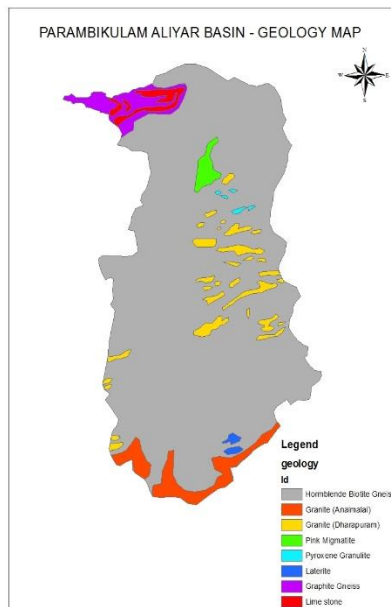 PARAMBIKULAM ALIYAR BASIN - GEOLOGY MAP
N
W
E
S
Legend
geology
Id
Hornblende Biotite Gneis
Granite (Anaimalai)
Granite (Dharapuram)
Pink Migmatite
Pyroxene Granulite
Laterite
Graphite Gneiss
Lime stone